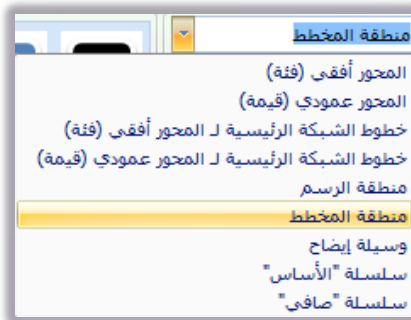 منطقة المخطط
المحور أفقي (فئة)
المحور عمودي (قيمة)
خطوط الشبكة الرئيسية لـ المحور أفقي (فئة)
خطوط الشبكة الرئيسية لـ المحور عمودي (قيمة)
منطقة الرسم
منطقة المخطط
وسيلة إيضاح
سلسلة "الأساس"
سلسلة "صافي"